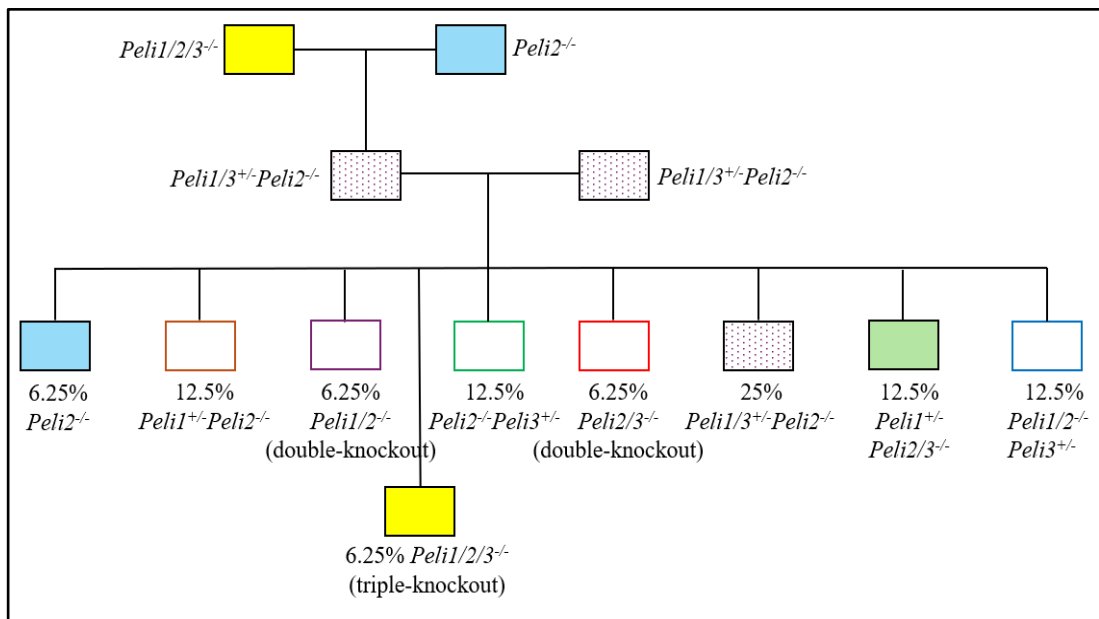 Peli1/2/3-/-
Peli2-/-
Peli1/3+/-Peli2-/-
Peli1/3+/-Peli2-/-
6.25% 12.5% 6.25% 12.5% 6.25% 25% 12.5% 12.5%
Peli2-/- Peli1+/-Peli2-/- Peli1/2-/- Peli2-/-Peli3+/- Peli2/3-/- Peli1/3+/-Peli2-/- Peli1+/- Peli1/2-/-
(double-knockout) (double-knockout) Peli2/3-/- Peli3+/-
6.25% Peli1/2/3-/-
(triple-knockout)